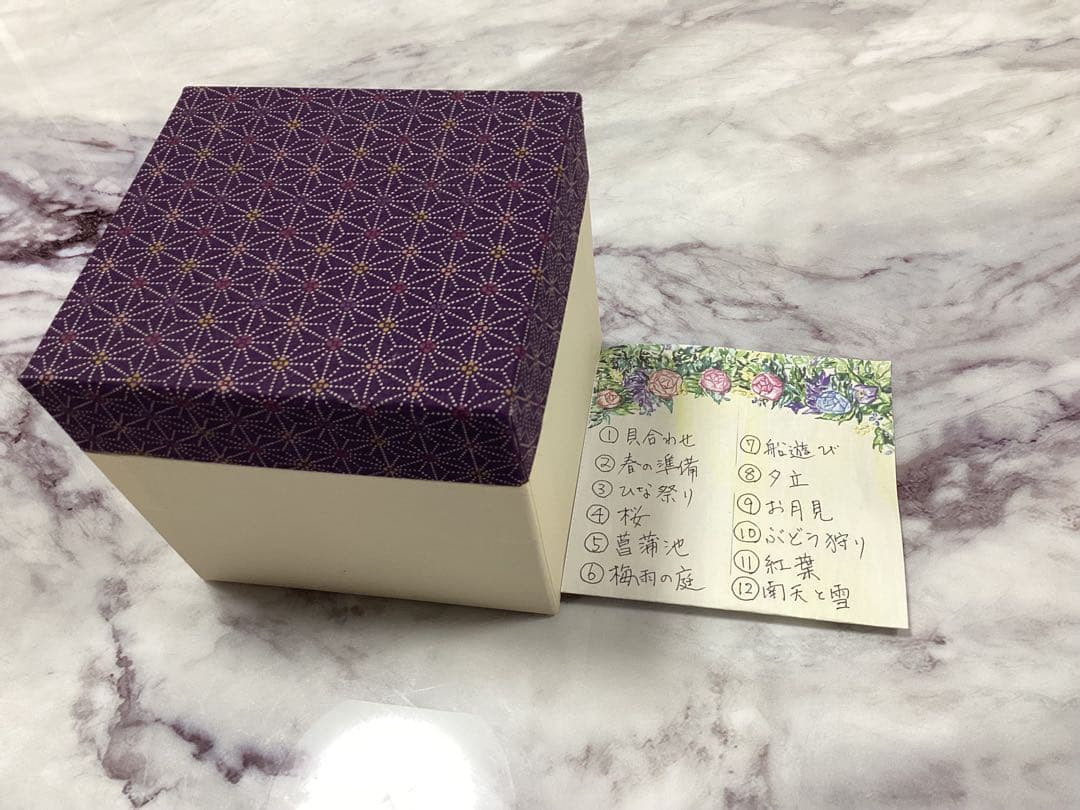 ①貝合わせ
②春の準備
③ひな祭り
④桜
⑤菖蒲池
⑥梅雨の庭
⑦船遊び
⑧夕立
⑨お月見
⑩ぶどう狩り
⑪紅葉
⑫南天と雪